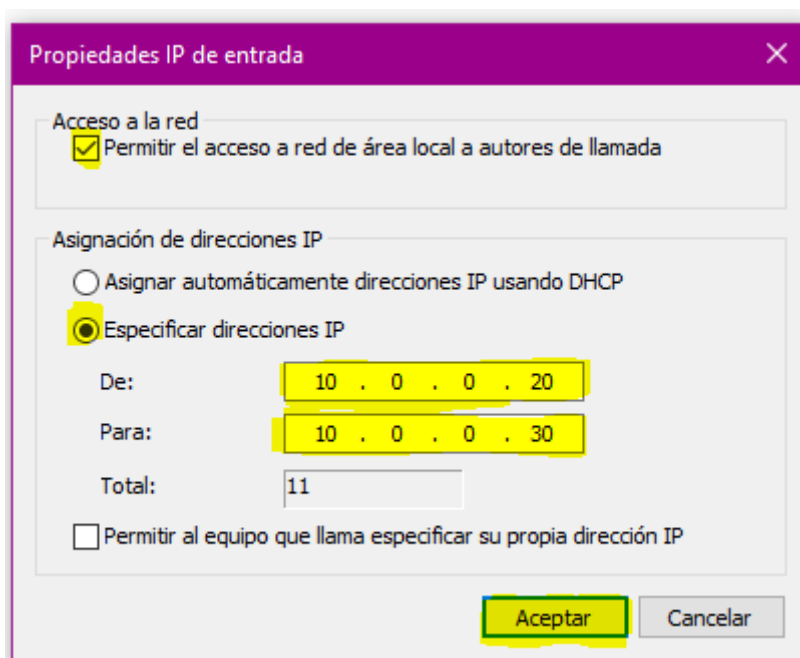 Propiedades IP de entrada
Acceso a la red
Permitir el acceso a red de área local a autores de llamada
Asignación de direcciones IP
Asignar automáticamente direcciones IP usando DHCP
Especificar direcciones IP
De: 10 . 0 . 0 . 20
Para: 10 . 0 . 0 . 30
Total: 11
Permitir al equipo que llama especificar su propia dirección IP
Aceptar Cancelar